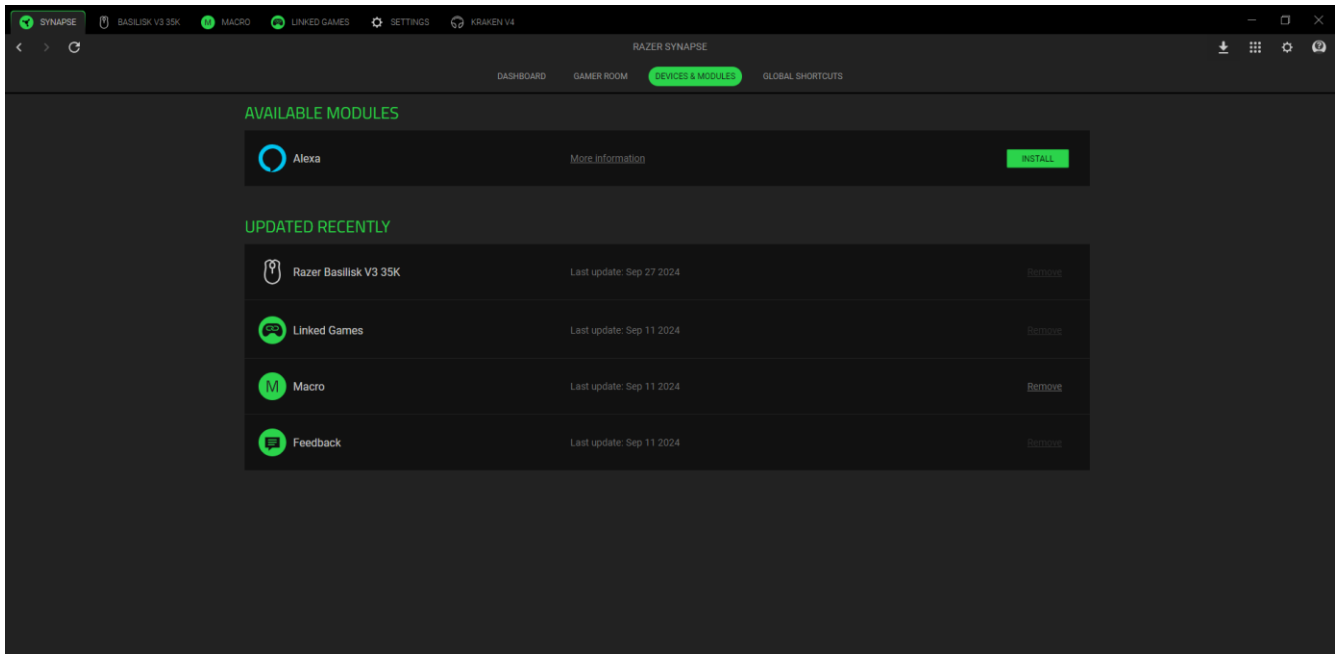 SYNAPSE BASILISK V3 35K M MACRO LINKED GAMES SETTINGS KRAKEN V4
RAZER SYNAPSE
DASHBOARD GAMER ROOM DEVICES & MODULES GLOBAL SHORTCUTS
AVAILABLE MODULES
Alexa More information INSTALL
UPDATED RECENTLY
Razer Basilisk V3 35K Last update: Sep 27 2024 Remove
Linked Games Last update: Sep 11 2024 Remove
M Macro Last update: Sep 11 2024 Remove
Feedback Last update: Sep 11 2024 Remove